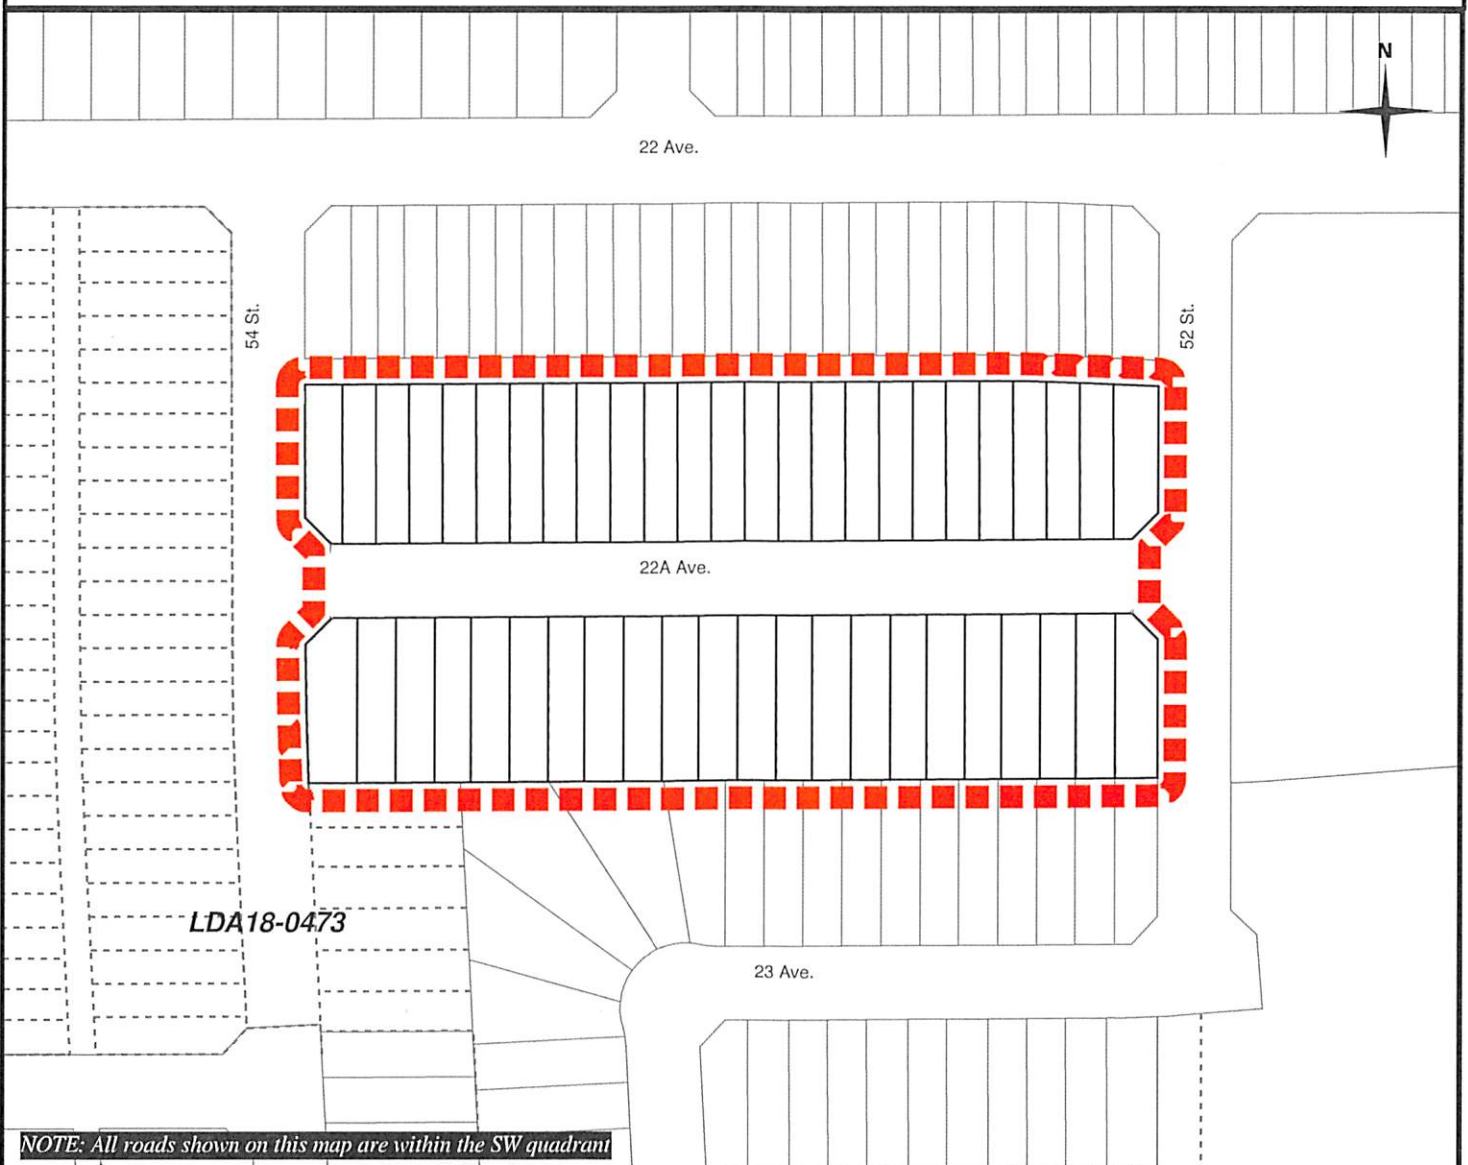 N
22 Ave.
54 St.
52 St.
22A Ave.
LDA18-0473
23 Ave.
NOTE: All roads shown on this map are within the SW quadrant